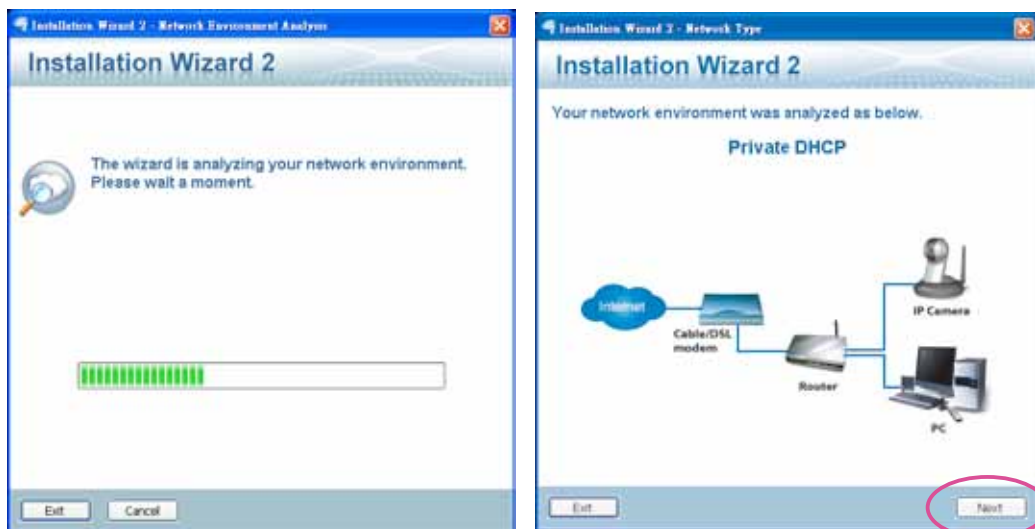 Installation Wizard 2 - Network Environment Analysis
Installation Wizard 2
The wizard is analyzing your network environment.
Please wait a moment.
Exit
Cancel
Installation Wizard 2 - Network Type
Installation Wizard 2
Your network environment was analyzed as below.
Private DHCP
Internet
Cable/DSL
modem
IP Camera
Router
PC
Exit
Next